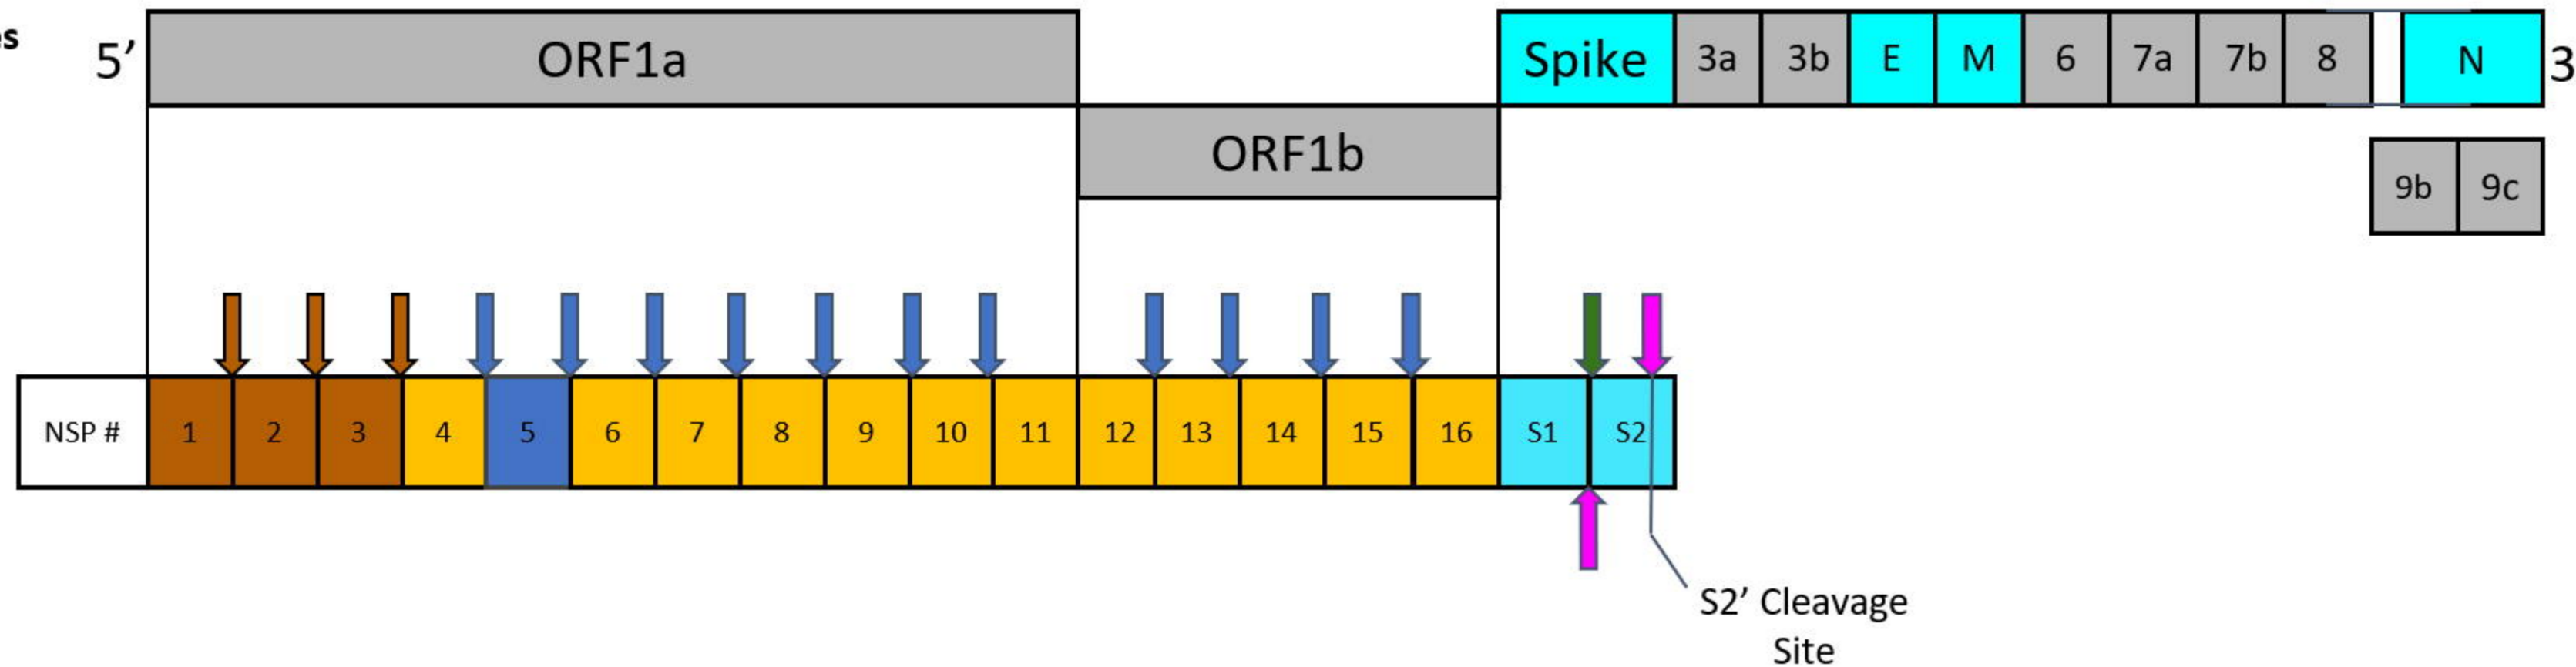 5’ ORF1a Spike 3a 3b E M 6 7a 7b 8 N 3
ORF1b
9b 9c
NSP # 1 2 3 4 5 6 7 8 9 10 11 12 13 14 15 16 S1 S2
S2’ Cleavage
Site